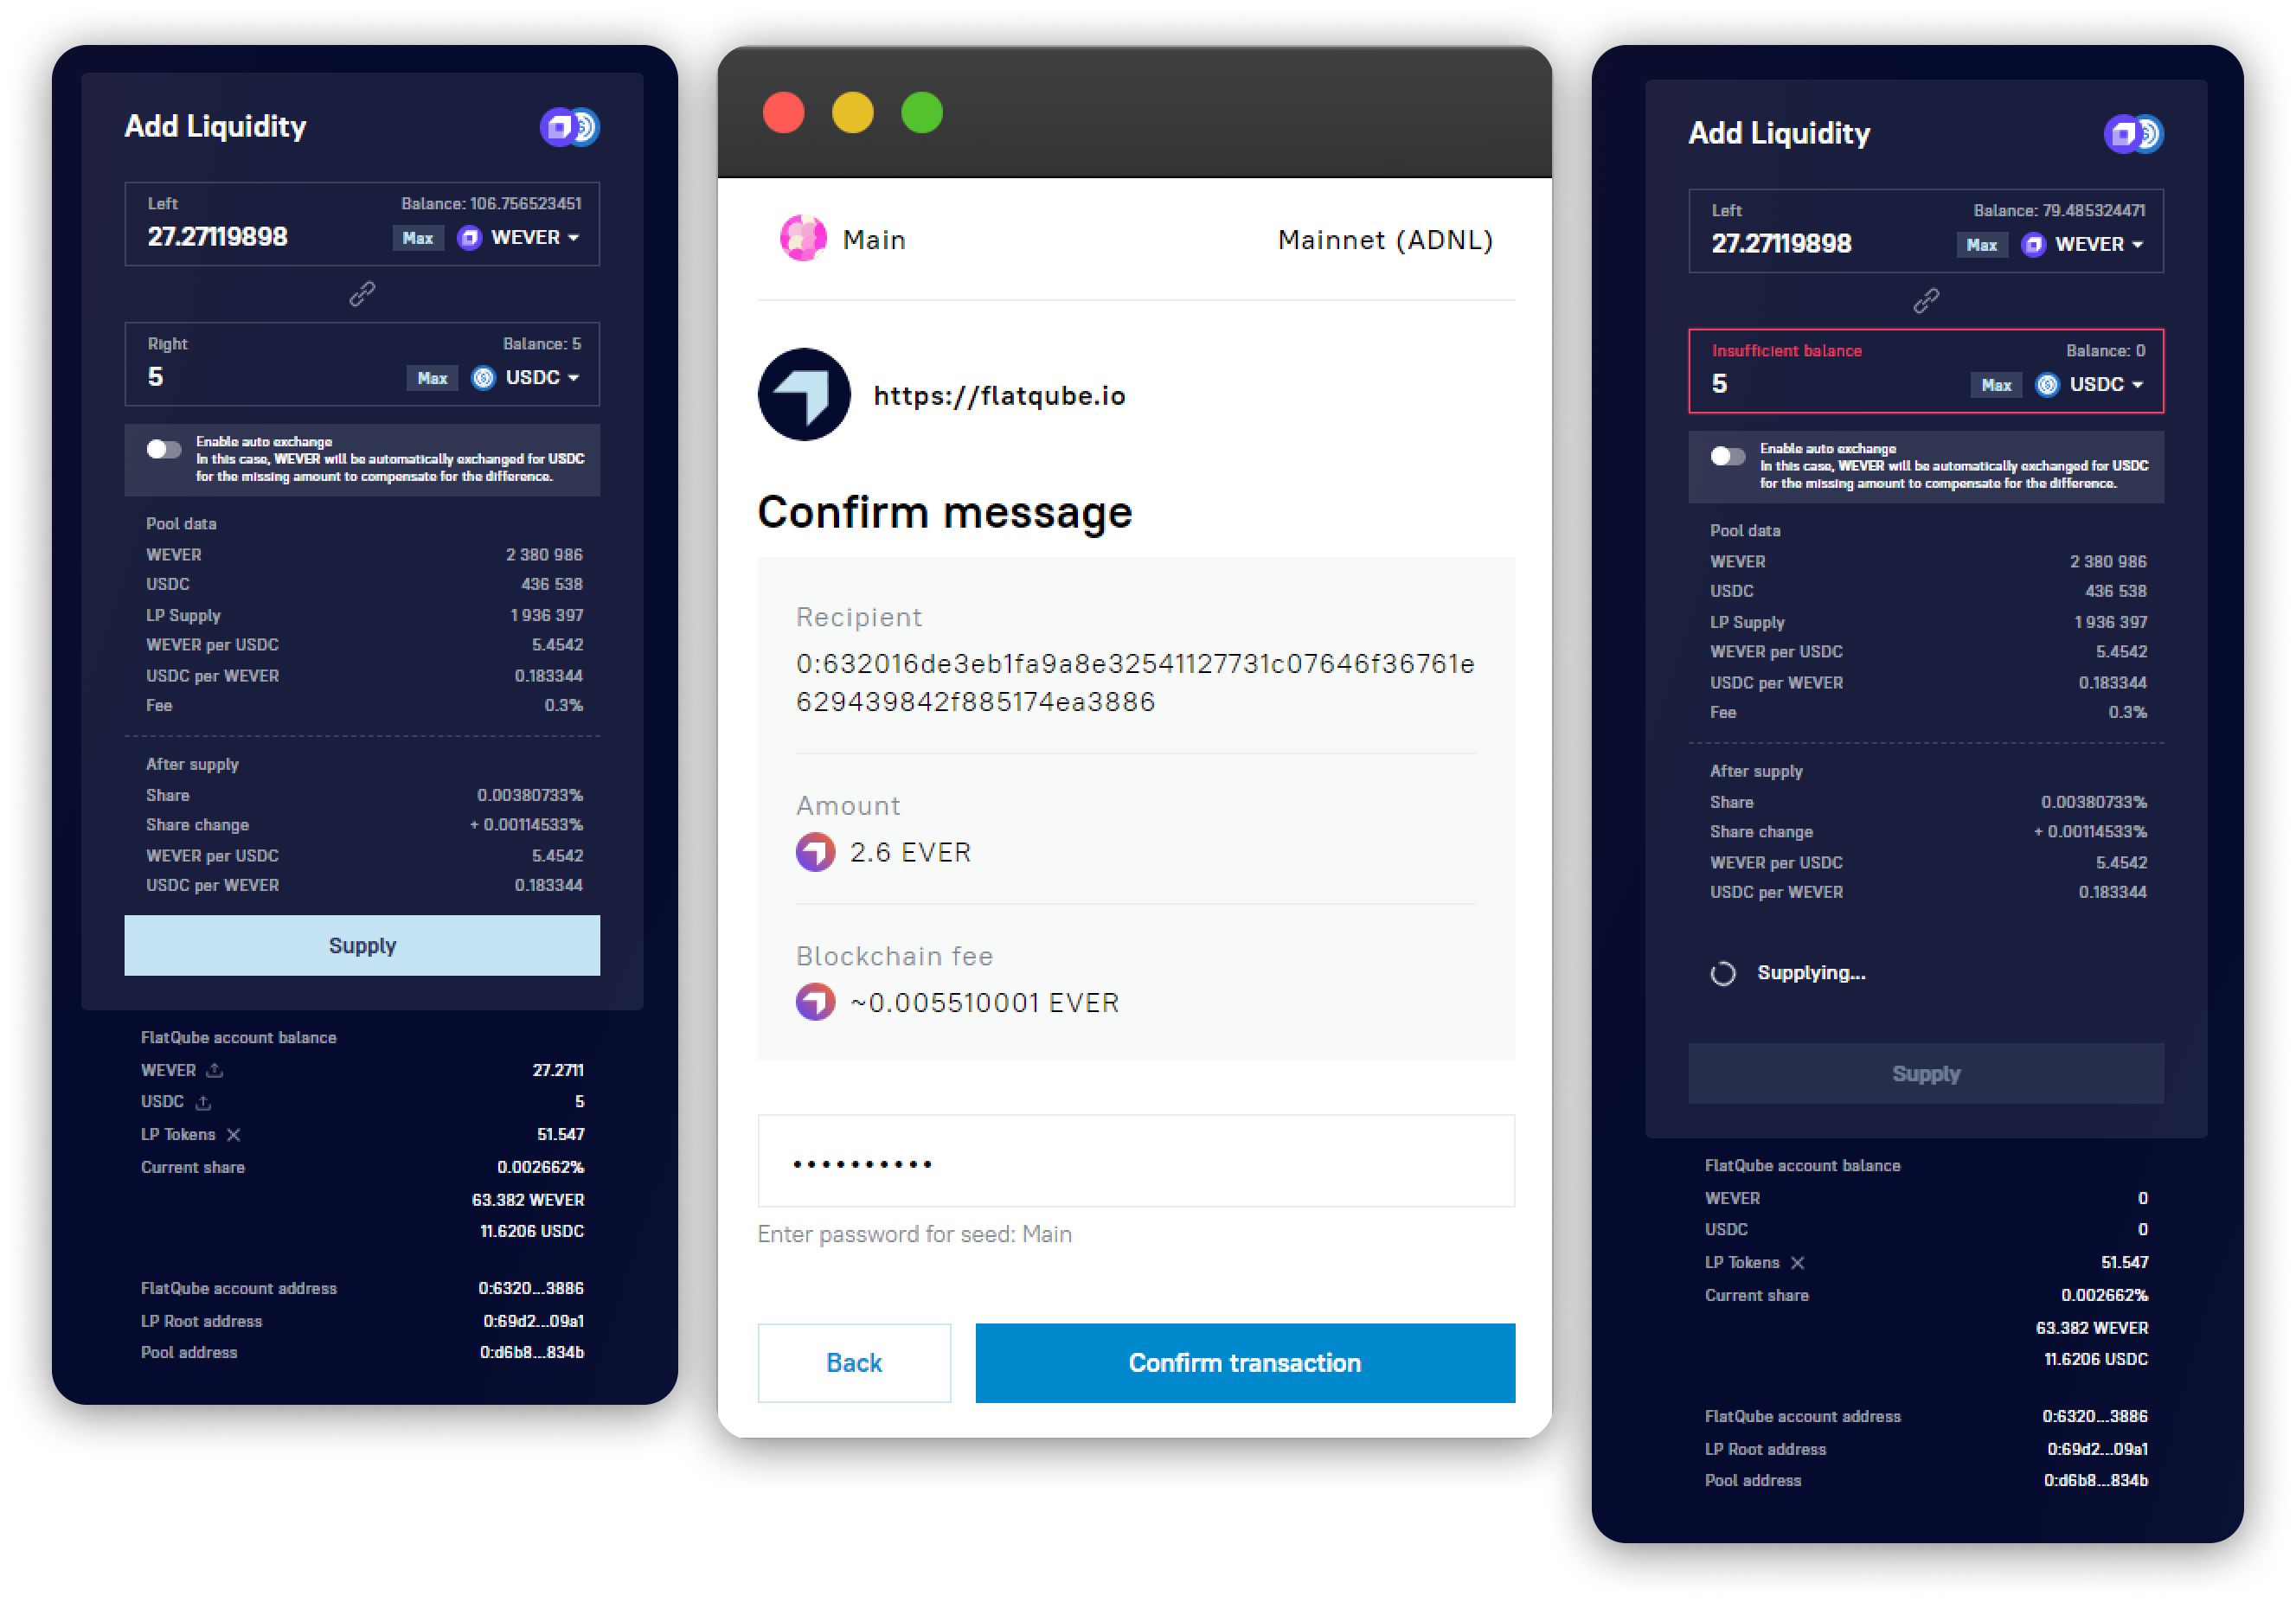 Add Liquidity
Left Balance: 106.756523451
27.27119898 Max WEVER
Right Balance: 5
5 Max USDC
Enable auto exchange
In this case, WEVER will be automatically exchanged for USDC
for the missing amount to compensate for the difference.
Pool data
WEVER 2 380 986
USDC 436 538
LP Supply 1 936 397
WEVER per USDC 5.4542
USDC per WEVER 0.183344
Fee 0.3%
After supply
Share 0.00380733%
Share change + 0.00114533%
WEVER per USDC 5.4542
USDC per WEVER 0.183344
Supply
FlatQube account balance
WEVER 27.2711
USDC 5
LP Tokens 51.547
Current share 0.002662%
63.382 WEVER
11.6206 USDC
FlatQube account address 0:6320...3886
LP Root address 0:69d2...09a1
Pool address 0:d6b8...834b
Main Mainnet (ADNL)
https://flatqube.io
Confirm message
Recipient
0:632016de3eb1fa9a8e32541127731c07646f36761e
629439842f885174ea3886
Amount
2.6 EVER
Blockchain fee
~0.005510001 EVER
Enter password for seed: Main
Back Confirm transaction
Add Liquidity
Left Balance: 79.485324471
27.27119898 Max WEVER
Insufficient balance Balance: 0
5 Max USDC
Enable auto exchange
In this case, WEVER will be automatically exchanged for USDC
for the missing amount to compensate for the difference.
Pool data
WEVER 2 380 986
USDC 436 538
LP Supply 1 936 397
WEVER per USDC 5.4542
USDC per WEVER 0.183344
Fee 0.3%
After supply
Share 0.00380733%
Share change + 0.00114533%
WEVER per USDC 5.4542
USDC per WEVER 0.183344
Supplying...
Supply
FlatQube account balance
WEVER 0
USDC 0
LP Tokens 51.547
Current share 0.002662%
63.382 WEVER
11.6206 USDC
FlatQube account address 0:6320...3886
LP Root address 0:69d2...09a1
Pool address 0:d6b8...834b